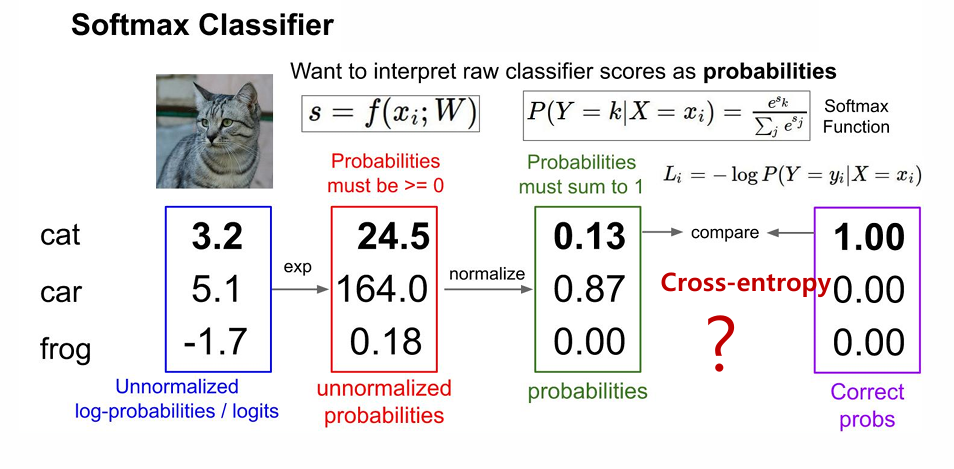 Softmax Classifier
Want to interpret raw classifier scores as probabilities
s = f(x_i; W)
P(Y = k|X = x_i) = \frac{e^{s_k}}{\sum_j e^{s_j}}
Softmax
Function
Probabilities
must be >= 0
Probabilities
must sum to 1
L_i = − log P(Y = y_i|X = x_i)
cat
3.2
24.5
0.13
compare
1.00
car
5.1
exp
164.0
normalize
0.87
Cross-entropy
0.00
frog
-1.7
0.18
0.00
?
0.00
Unnormalized
log-probabilities / logits
unnormalized
probabilities
probabilities
Correct
probs